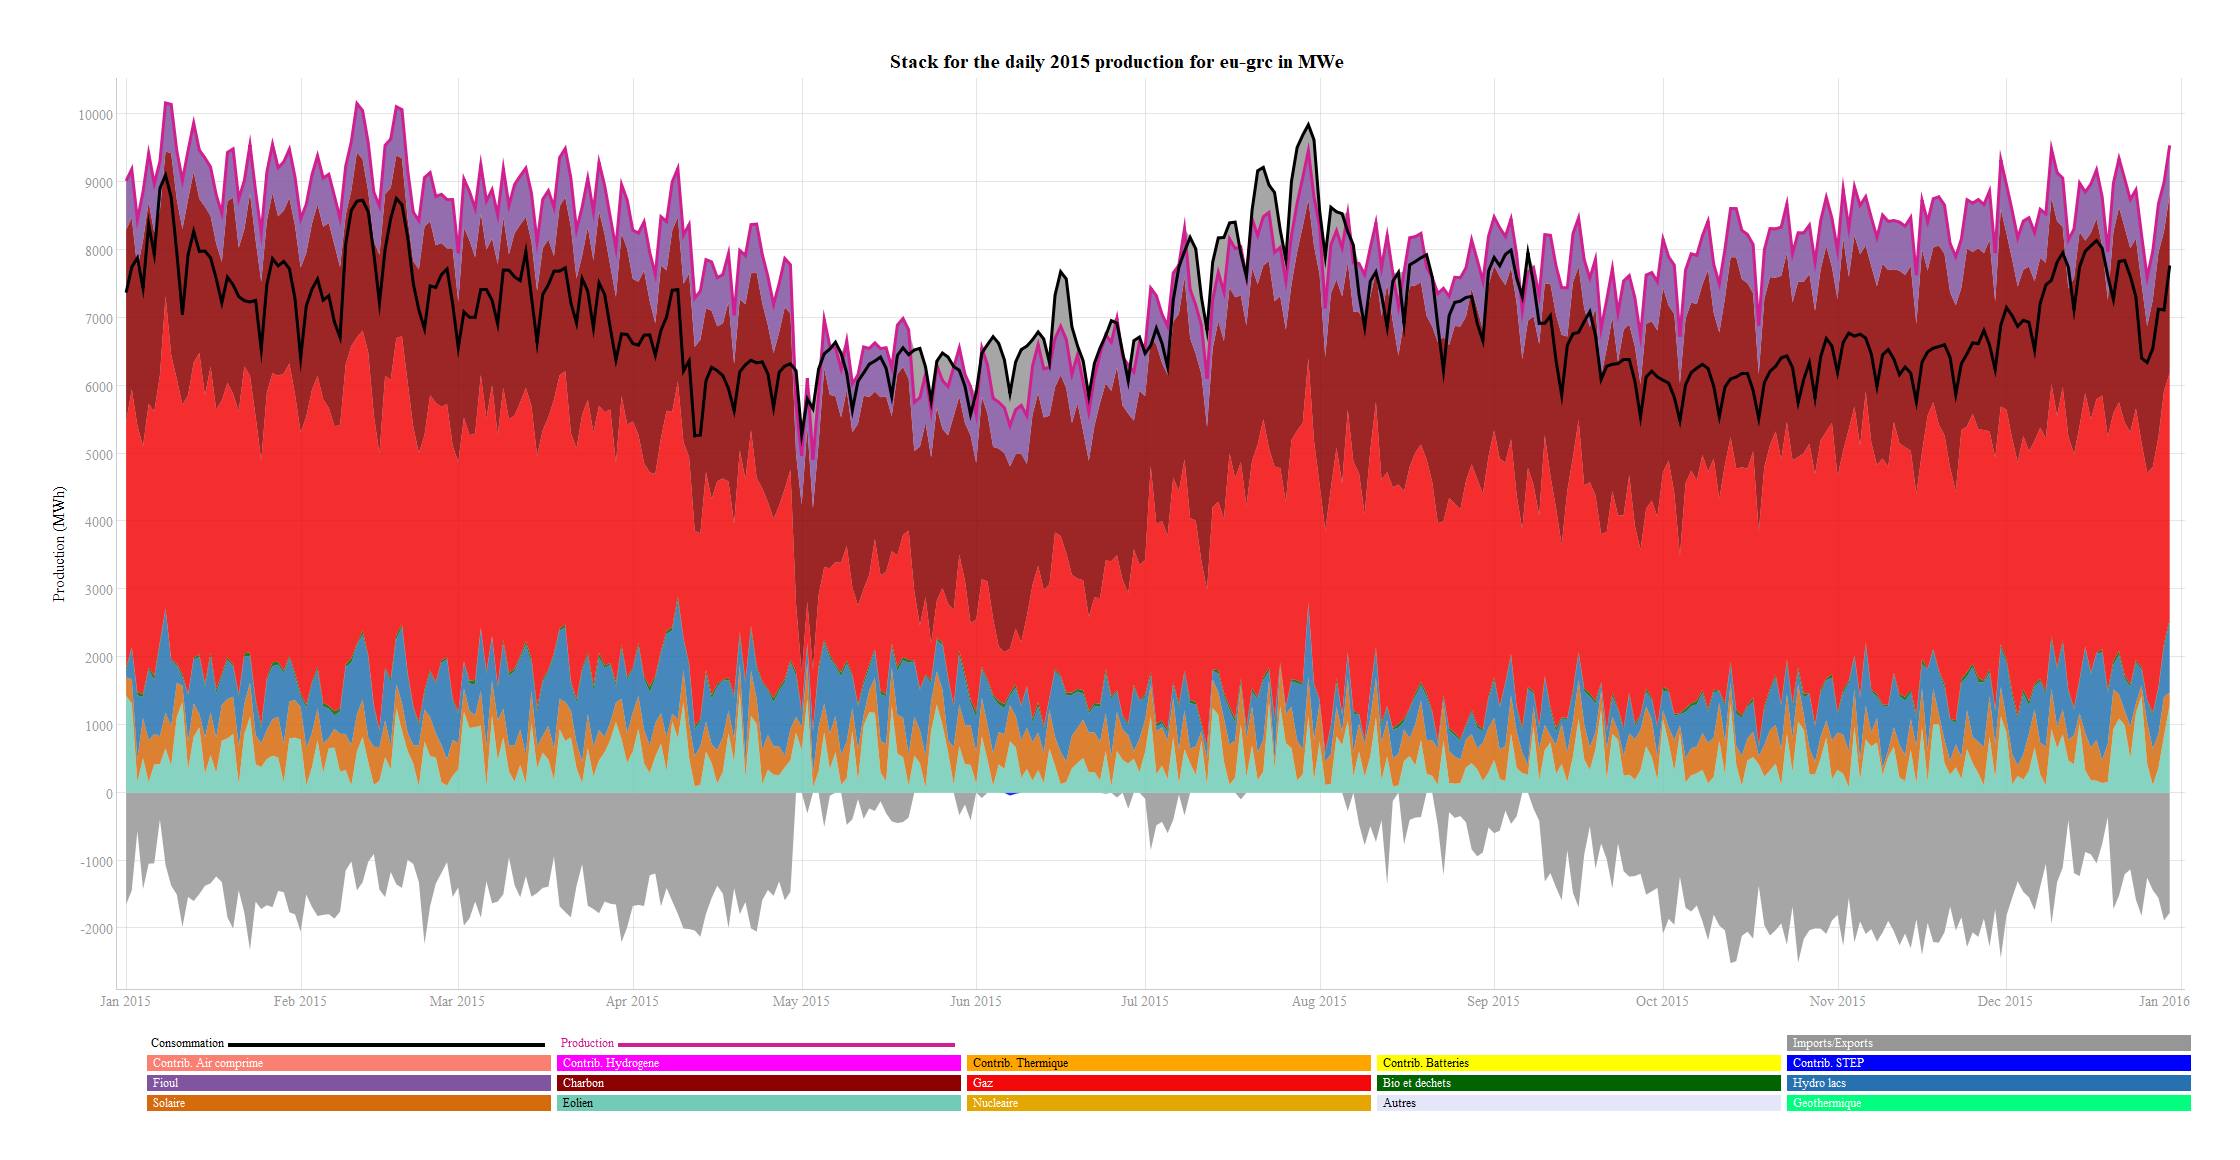 Stack for the daily 2015 production for eu-grc in MWe
Production (MWh)
10000
9000
8000
7000
6000
5000
4000
3000
2000
1000
0
-1000
-2000
Jan 2015 Feb 2015 Mar 2015 Apr 2015 May 2015 Jun 2015 Jul 2015 Aug 2015 Sep 2015 Oct 2015 Nov 2015 Dec 2015 Jan 2016
Consommation Production Imports/Exports
Contrib. Air comprime Contrib. Hydrogene Contrib. Thermique Contrib. Batteries Contrib. STEP
Fioul Charbon Gaz Bio et dechets Hydro lacs
Solaire Eolien Nucleaire Autres Geothermique